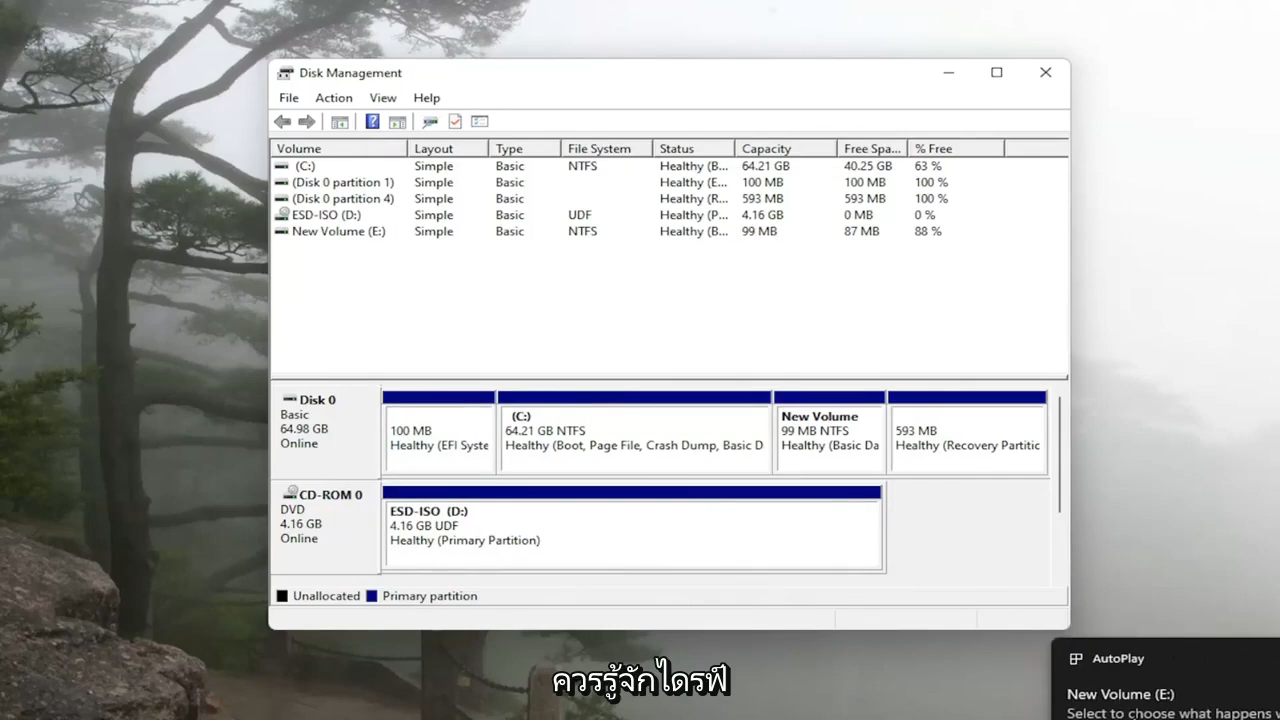 Disk Management
File Action View Help
Volume Layout Type File System Status Capacity Free Spa... % Free
(C:) Simple Basic NTFS Healthy (B... 64.21 GB 40.25 GB 63 %
(Disk 0 partition 1) Simple Basic Healthy (E... 100 MB 100 MB 100 %
(Disk 0 partition 4) Simple Basic Healthy (R... 593 MB 593 MB 100 %
ESD-ISO (D:) Simple Basic UDF Healthy (P... 4.16 GB 0 MB 0 %
New Volume (E:) Simple Basic NTFS Healthy (B... 99 MB 87 MB 88 %
Disk 0
Basic
64.98 GB
Online
100 MB
Healthy (EFI Syste
(C:)
64.21 GB NTFS
Healthy (Boot, Page File, Crash Dump, Basic D
New Volume
99 MB NTFS
Healthy (Basic Da
593 MB
Healthy (Recovery Partitic
CD-ROM 0
DVD
4.16 GB
Online
ESD-ISO (D:)
4.16 GB UDF
Healthy (Primary Partition)
Unallocated Primary partition
AutoPlay
New Volume (E:)
Select to choose what happens
ควรรู้จักไดรฟ์